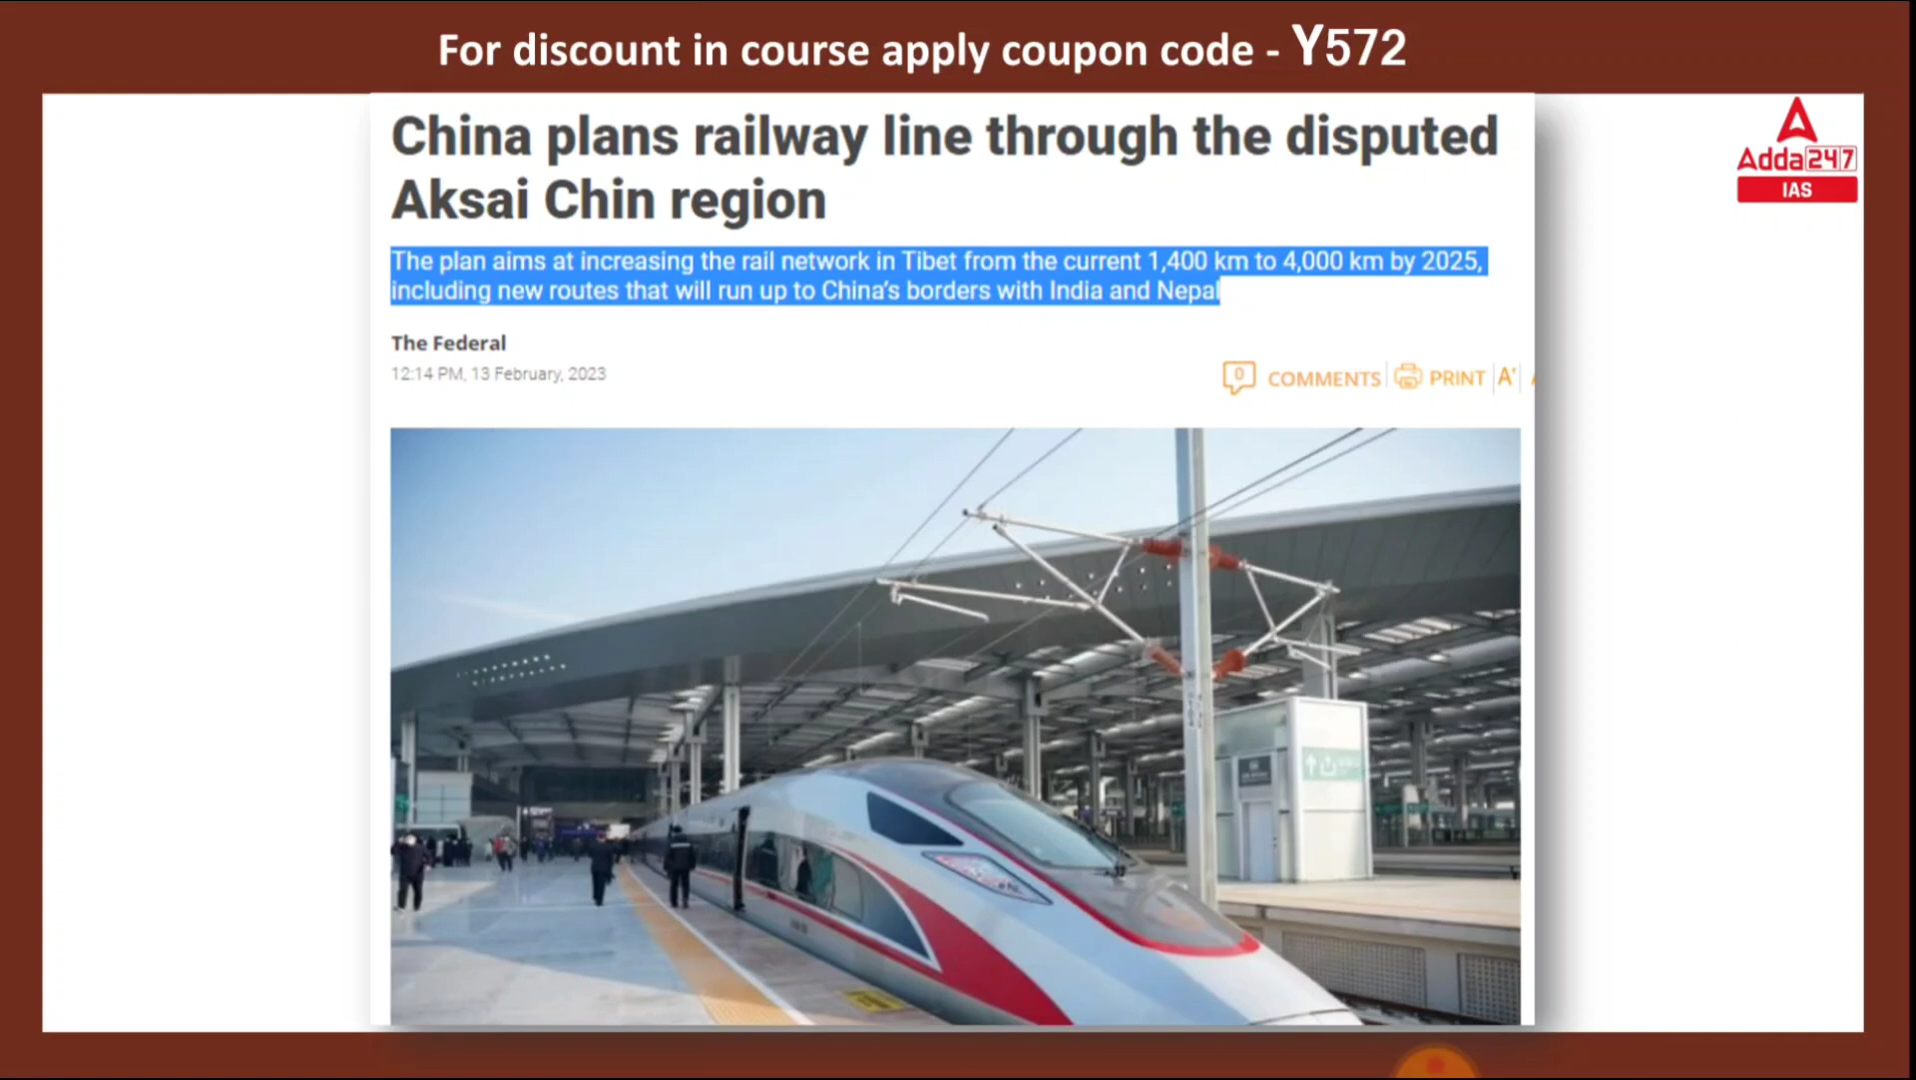 For discount in course apply coupon code - Y572
China plans railway line through the disputed
Aksai Chin region
Adda247
IAS
The plan aims at increasing the rail network in Tibet from the current 1,400 km to 4,000 km by 2025,
including new routes that will run up to China's borders with India and Nepal
The Federal
12:14 PM, 13 February, 2023
0 COMMENTS PRINT A+